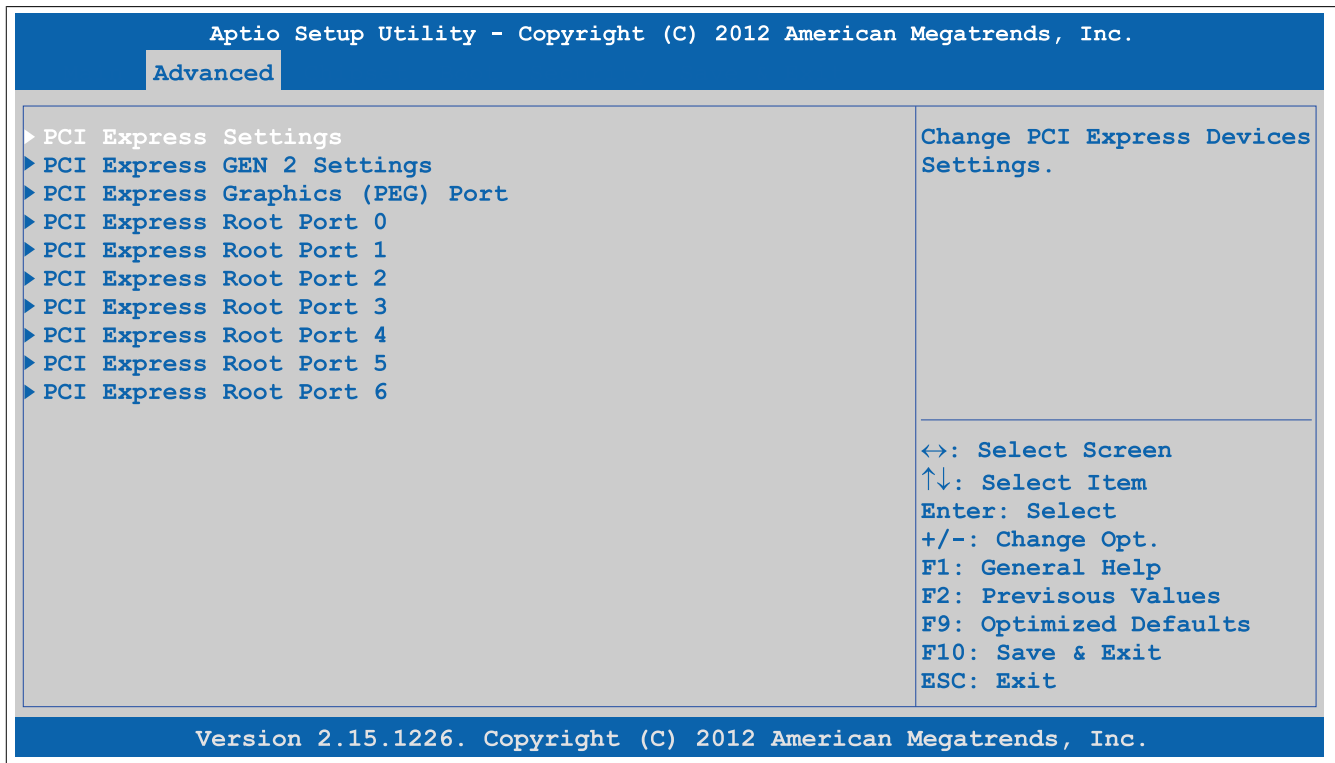 Aptio Setup Utility - Copyright (C) 2012 American Megatrends, Inc.
Advanced
PCI Express Settings
PCI Express GEN 2 Settings
PCI Express Graphics (PEG) Port
PCI Express Root Port 0
PCI Express Root Port 1
PCI Express Root Port 2
PCI Express Root Port 3
PCI Express Root Port 4
PCI Express Root Port 5
PCI Express Root Port 6
Change PCI Express Devices
Settings.
↔: Select Screen
↑↓: Select Item
Enter: Select
+/-: Change Opt.
F1: General Help
F2: Previsous Values
F9: Optimized Defaults
F10: Save & Exit
ESC: Exit
Version 2.15.1226. Copyright (C) 2012 American Megatrends, Inc.